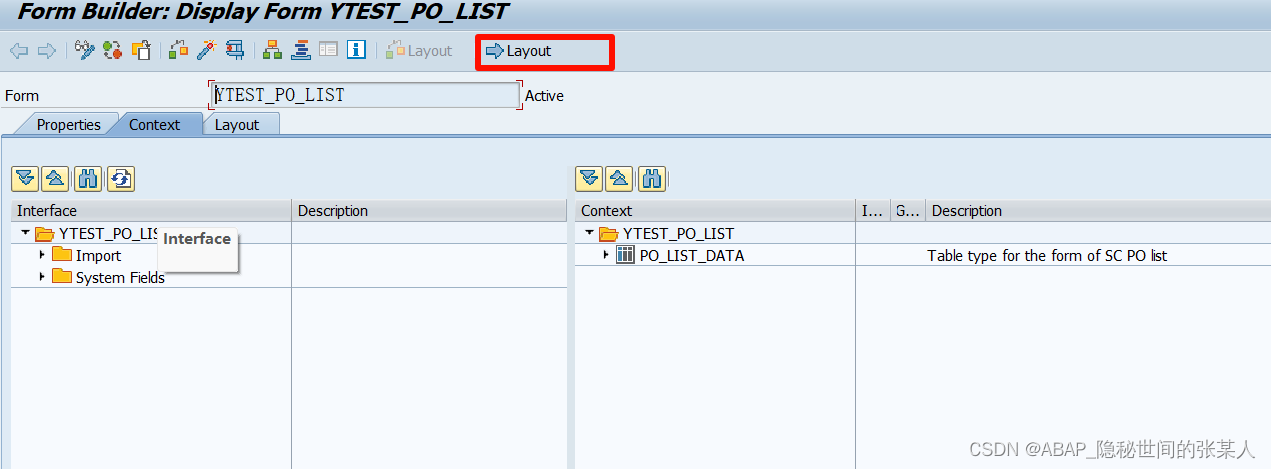 Form Builder: Display Form YTEST_PO_LIST
Layout Layout
Form YTEST_PO_LIST Active
Properties Context Layout
Interface Description Context I... G... Description
YTEST_PO_LIS Interface YTEST_PO_LIST
Import PO_LIST_DATA Table type for the form of SC PO list
System Fields
CSDN @ABAP_隐秘世间的张某人